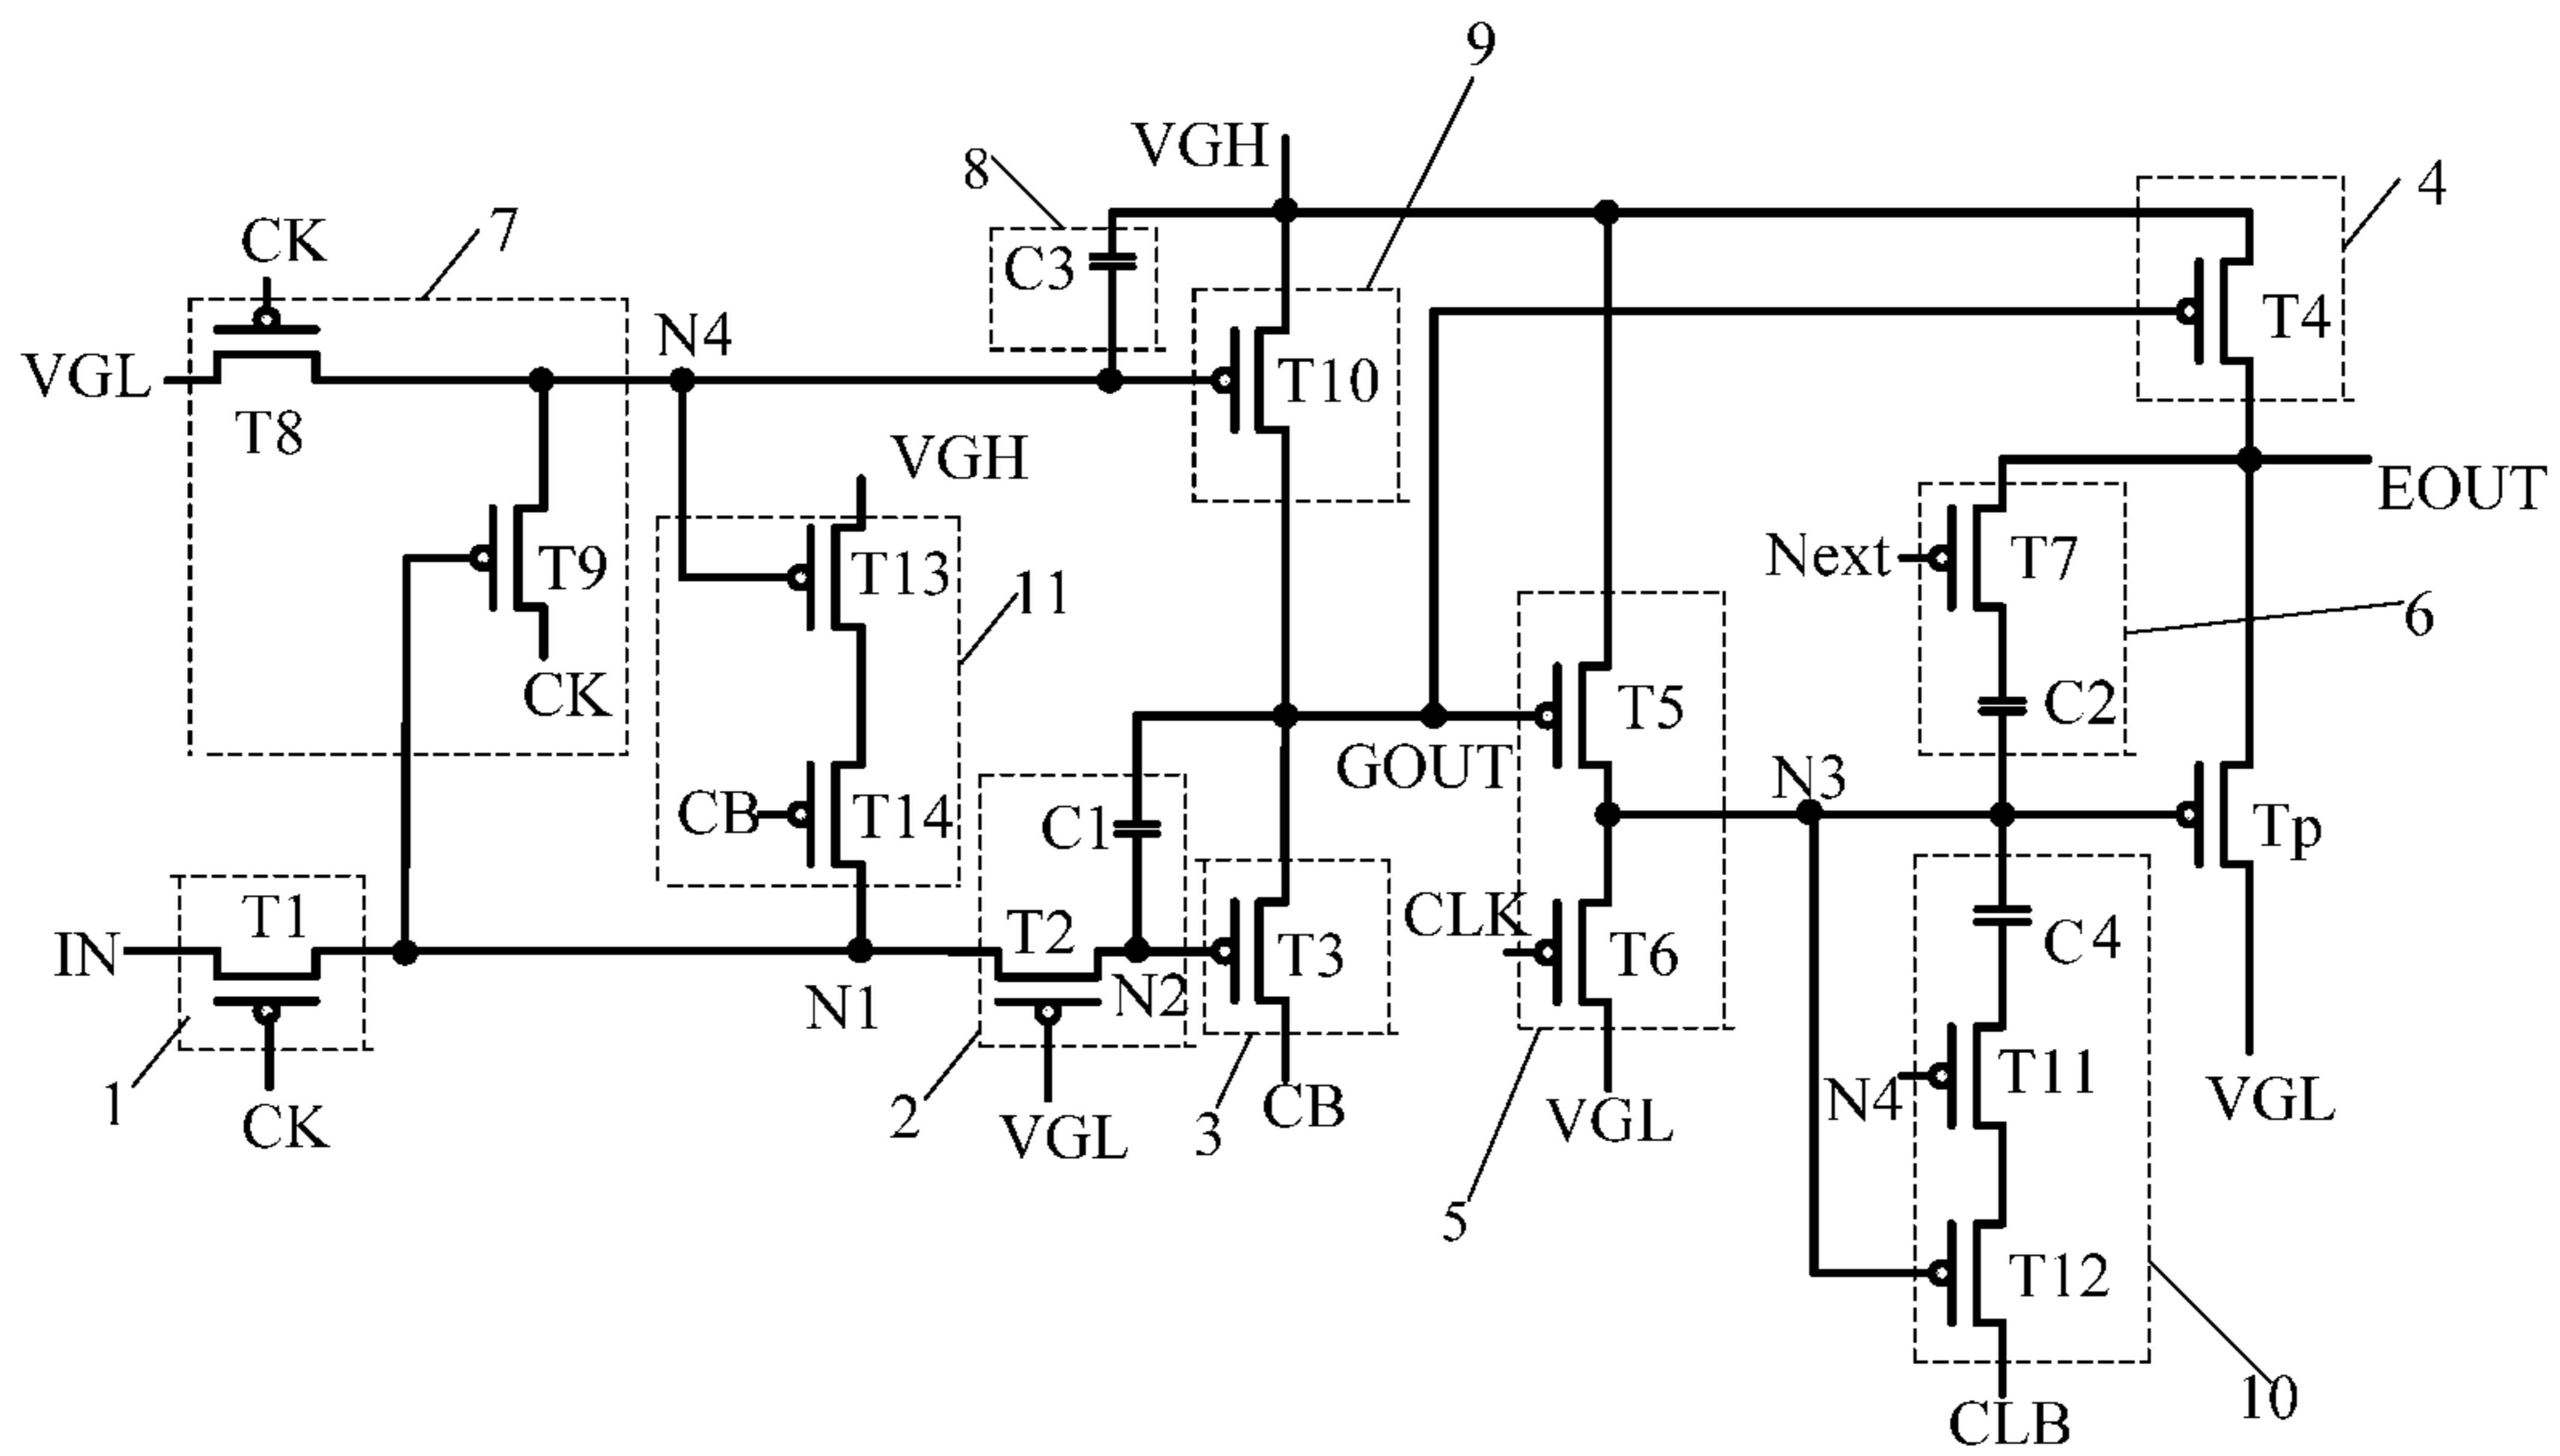 9
VGH
8
4
CK
7
C3
T4
N4
VGL
T10
T8
VGH
EOUT
Next
T7
T9
T13
11
6
CK
T5
C2
GOUT
N3
CB
T14
C1
Tp
T1
T2
CLK
C4
IN
T3
T6
N2
N1
T11
N4
1
CK
2
VGL
3
CB
VGL
VGL
5
T12
10
CLB